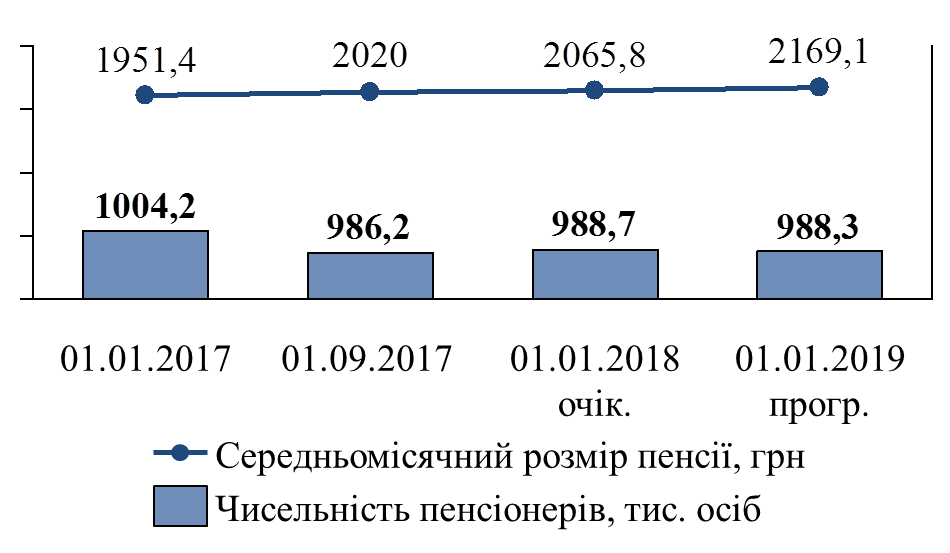 1951,4 2020 2065,8 2169,1
1004,2 986,2 988,7 988,3
01.01.2017 01.09.2017 01.01.2018 01.01.2019
очік. прогр.
Середньомісячний розмір пенсії, грн
Чисельність пенсіонерів, тис. осіб